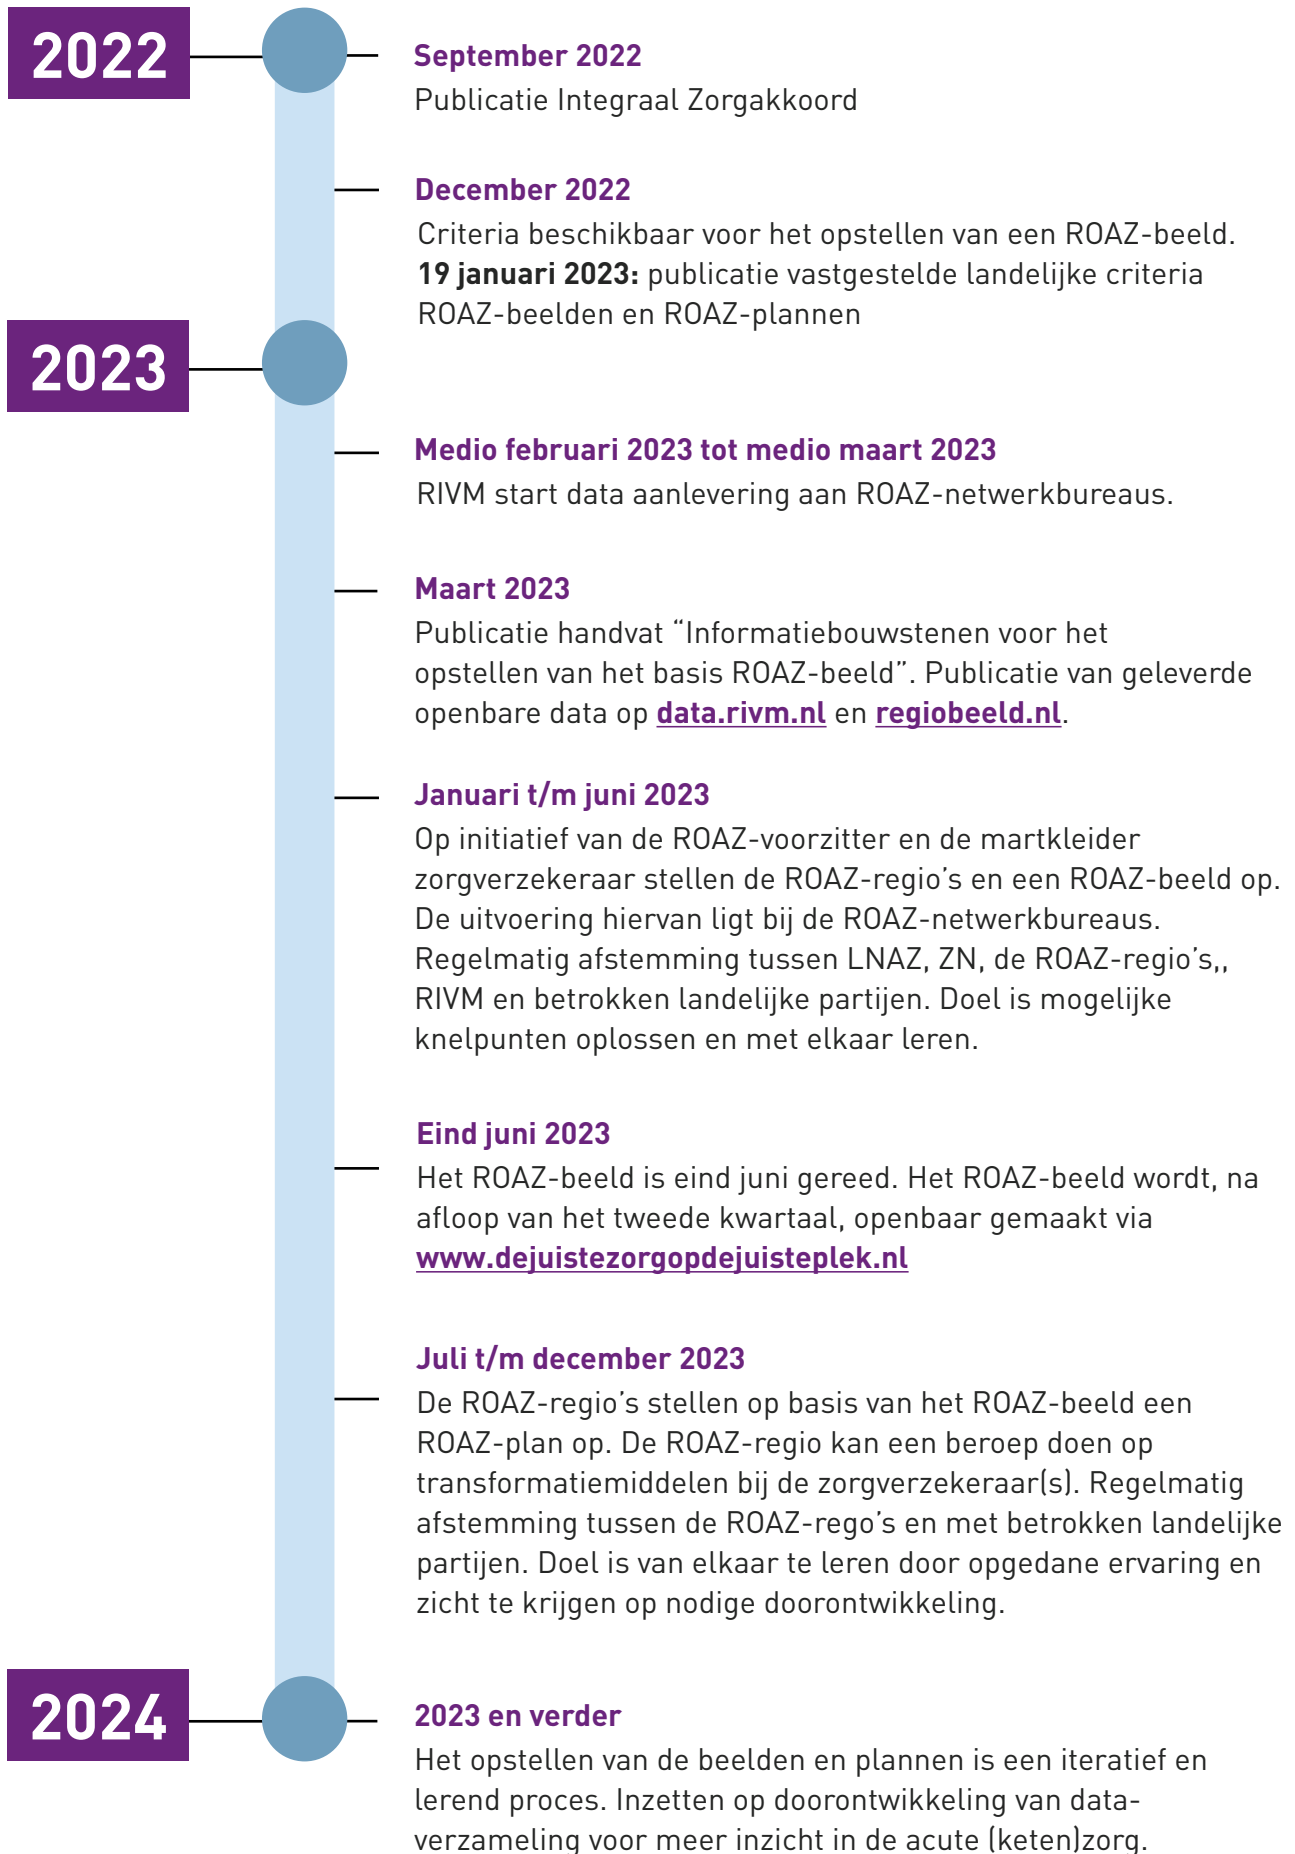 2022
September 2022
Publicatie Integraal Zorgakkoord
December 2022
Criteria beschikbaar voor het opstellen van een ROAZ-beeld.
19 januari 2023: publicatie vastgestelde landelijke criteria
ROAZ-beelden en ROAZ-plannen
2023
Medio februari 2023 tot medio maart 2023
RIVM start data aanlevering aan ROAZ-netwerkbureaus.
Maart 2023
Publicatie handvat “Informatiebouwstenen voor het
opstellen van het basis ROAZ-beeld”. Publicatie van geleverde
openbare data op data.rivm.nl en regiobeeld.nl.
Januari t/m juni 2023
Op initiatief van de ROAZ-voorzitter en de martkleider
zorgverzekeraar stellen de ROAZ-regio’s en een ROAZ-beeld op.
De uitvoering hiervan ligt bij de ROAZ-netwerkbureaus.
Regelmatig afstemming tussen LNAZ, ZN, de ROAZ-regio’s,,
RIVM en betrokken landelijke partijen. Doel is mogelijke
knelpunten oplossen en met elkaar leren.
Eind juni 2023
Het ROAZ-beeld is eind juni gereed. Het ROAZ-beeld wordt, na
afloop van het tweede kwartaal, openbaar gemaakt via
www.dejuistezorgopdejuisteplek.nl
Juli t/m december 2023
De ROAZ-regio’s stellen op basis van het ROAZ-beeld een
ROAZ-plan op. De ROAZ-regio kan een beroep doen op
transformatiemiddelen bij de zorgverzekeraar(s). Regelmatig
afstemming tussen de ROAZ-rego’s en met betrokken landelijke
partijen. Doel is van elkaar te leren door opgedane ervaring en
zicht te krijgen op nodige doorontwikkeling.
2024
2023 en verder
Het opstellen van de beelden en plannen is een iteratief en
lerend proces. Inzetten op doorontwikkeling van data-
verzameling voor meer inzicht in de acute (keten)zorg.